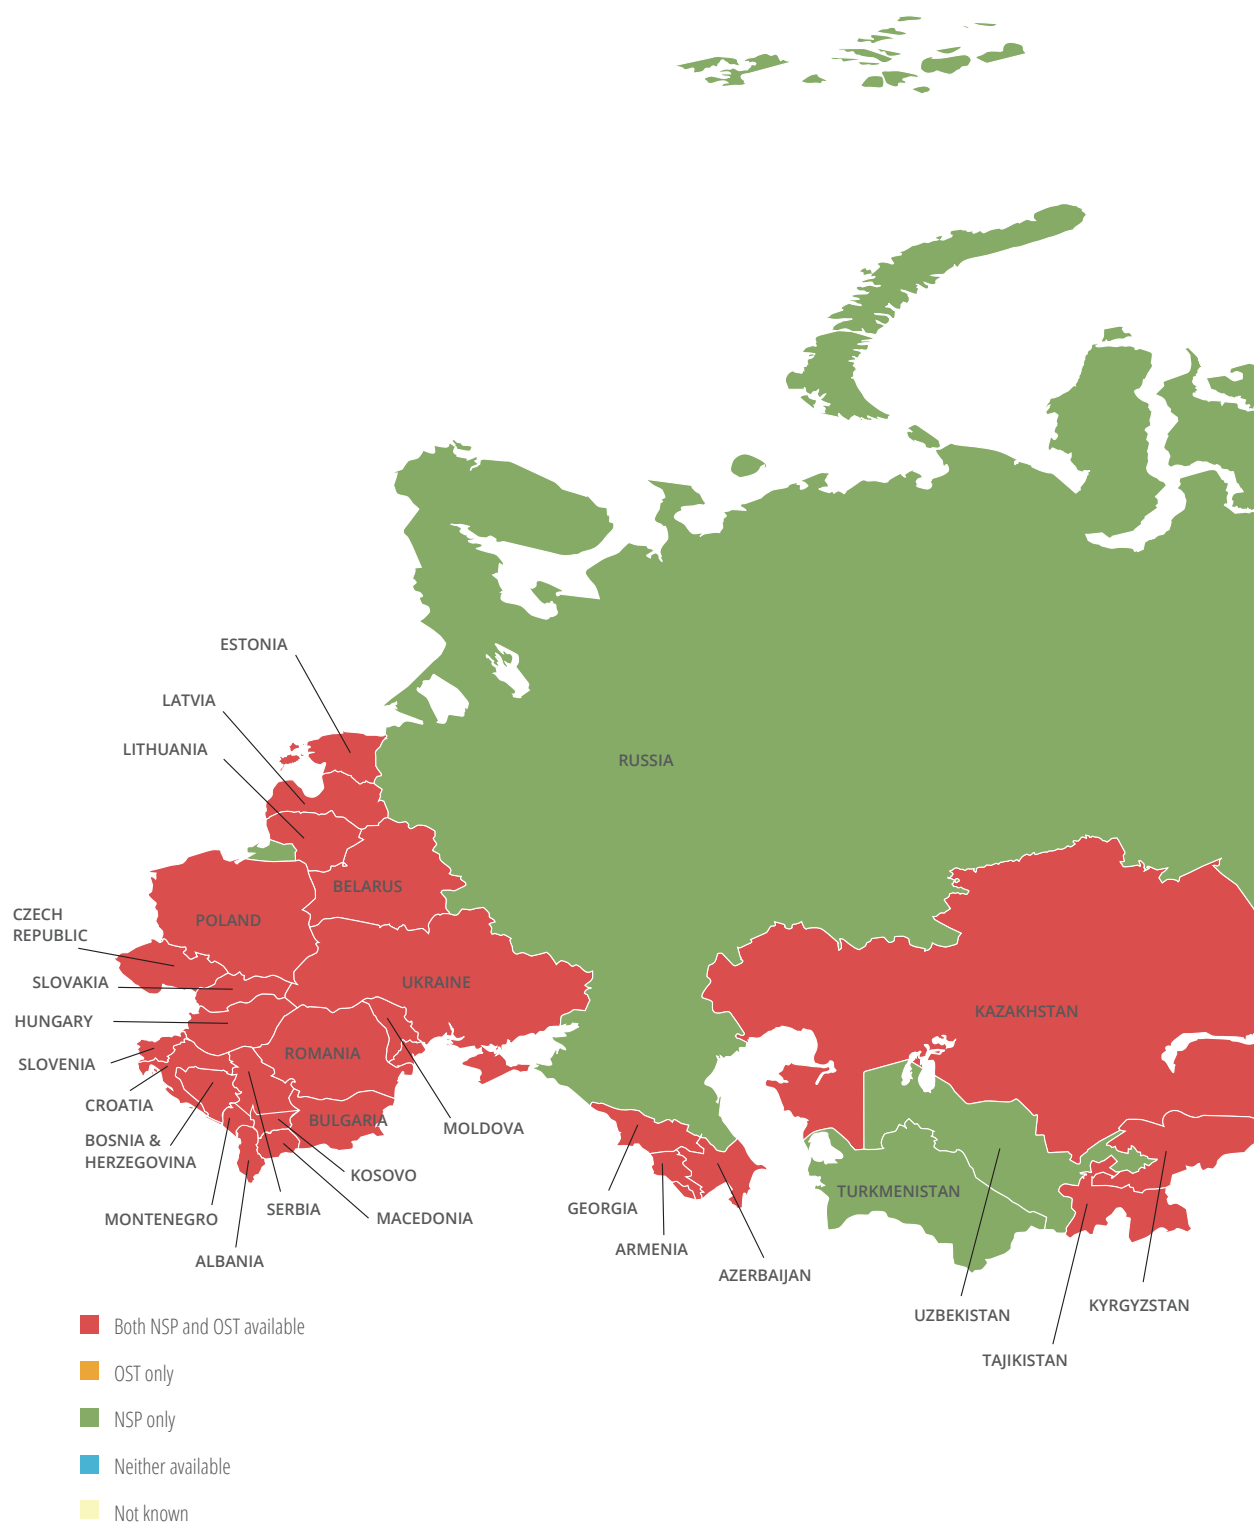 ESTONIA
LATVIA
LITHUANIA
RUSSIA
BELARUS
CZECH
REPUBLIC
POLAND
SLOVAKIA
UKRAINE
HUNGARY
KAZAKHSTAN
SLOVENIA
ROMANIA
CROATIA
BULGARIA
MOLDOVA
BOSNIA &
HERZEGOVINA
KOSOVO
TURKMENISTAN
MONTENEGRO
SERBIA
MACEDONIA
GEORGIA
ALBANIA
ARMENIA
AZERBAIJAN
UZBEKISTAN
KYRGYZSTAN
TAJIKISTAN
Both NSP and OST available
OST only
NSP only
Neither available
Not known